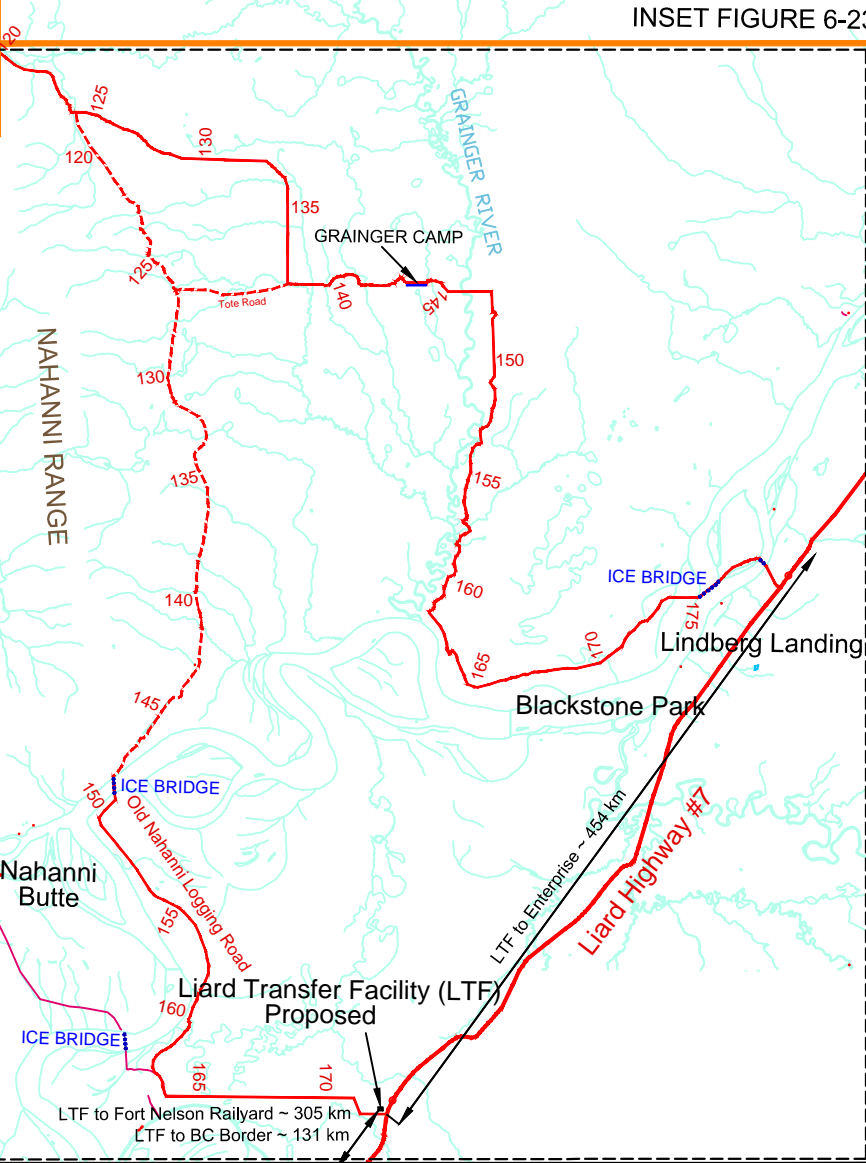 INSET FIGURE 6-23
120
125
130
120
GRAINGER RIVER
135
GRAINGER CAMP
125
Tote Road
140
145
NAHANNI RANGE
130
150
135
155
140
160
ICE BRIDGE
175
170
Lindberg Landing
165
145
Blackstone Park
ICE BRIDGE
150
Old Nahanni Logging Road
LTF to Enterprise ~ 454 km
Liard Highway #7
Nahanni
Butte
155
Liard Transfer Facility (LTF)
Proposed
160
ICE BRIDGE
165
170
LTF to Fort Nelson Railyard ~ 305 km
LTF to BC Border ~ 131 km